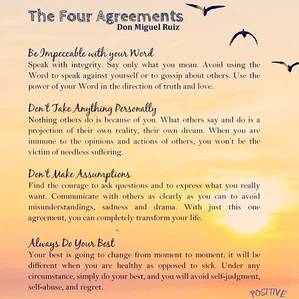 The Four Agreements
Don Miguel Ruiz
Be Impeccable with your Word
Speak with integrity. Say only what you mean. Avoid using the
Word to speak against yourself or to gossip about others. Use the
power of your Word in the direction of truth and love.
Don't Take Anything Personally
Nothing others do is because of you. What others say and do is a
projection of their own reality, their own dream. When you are
immune to the opinions and actions of others, you won't be the
victim of needless suffering.
Don't Make Assumptions
Find the courage to ask questions and to express what you really
want. Communicate with others as clearly as you can to avoid
misunderstandings, sadness and drama. With just this one
agreement, you can completely transform your life.
Always Do Your Best
Your best is going to change from moment to moment; it will be
different when you are healthy as opposed to sick. Under any
circumstance, simply do your best, and you will avoid self-judgment,
self-abuse, and regret.
POSITIVE